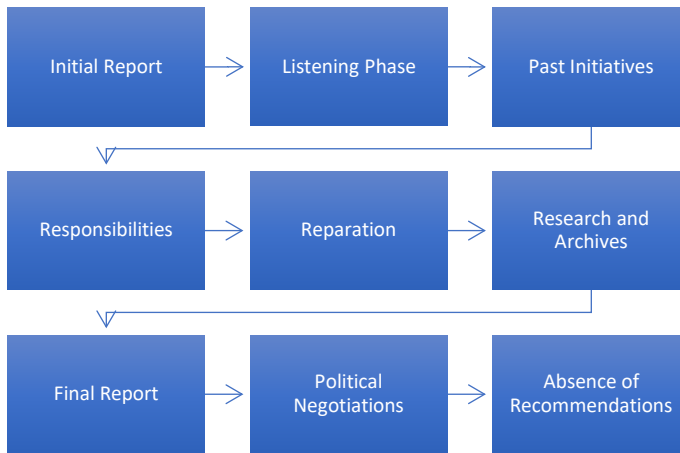 Initial Report
Listening Phase
Past Initiatives
Responsibilities
Reparation
Research and
Archives
Final Report
Political
Negotiations
Absence of
Recommendations